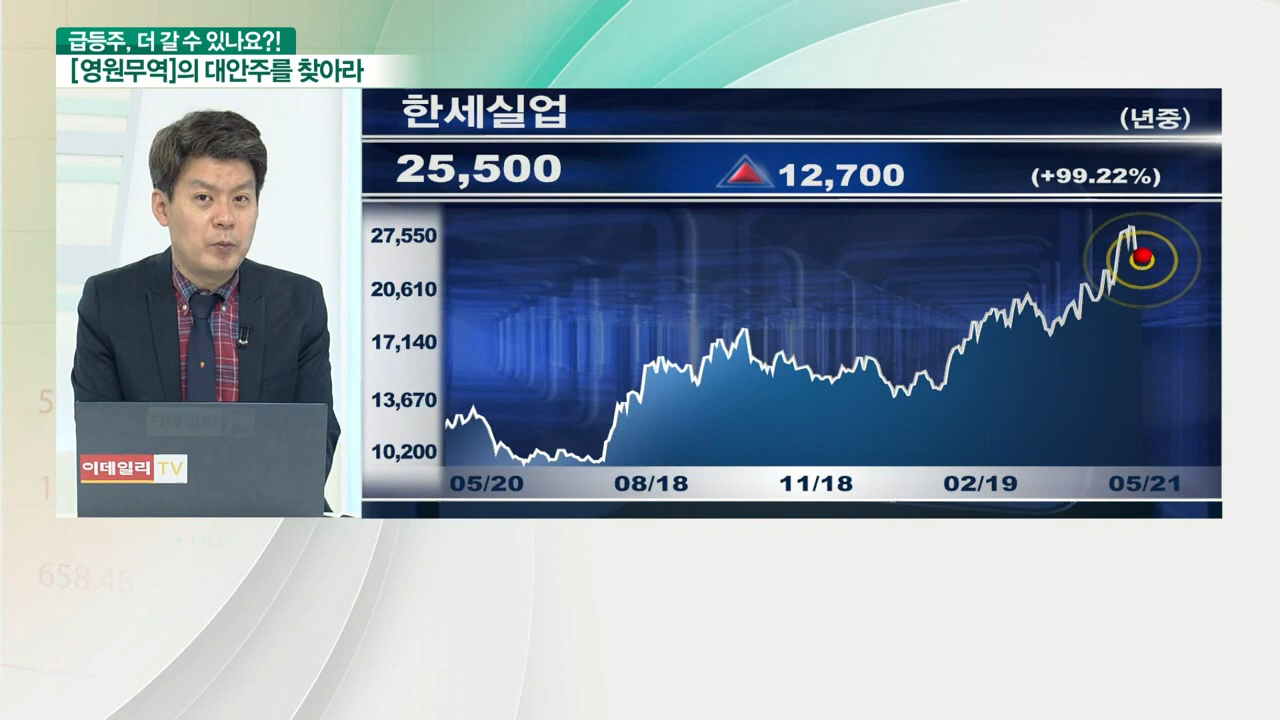 급등주, 더 갈 수 있나요?!
[영원무역]의 대안주를 찾아라
한세실업
(년중)
25,500
12,700
(+99.22%)
27,550
20,610
17,140
13,670
10,200
05/20 08/18 11/18 02/19 05/21
이데일리 TV
658.48